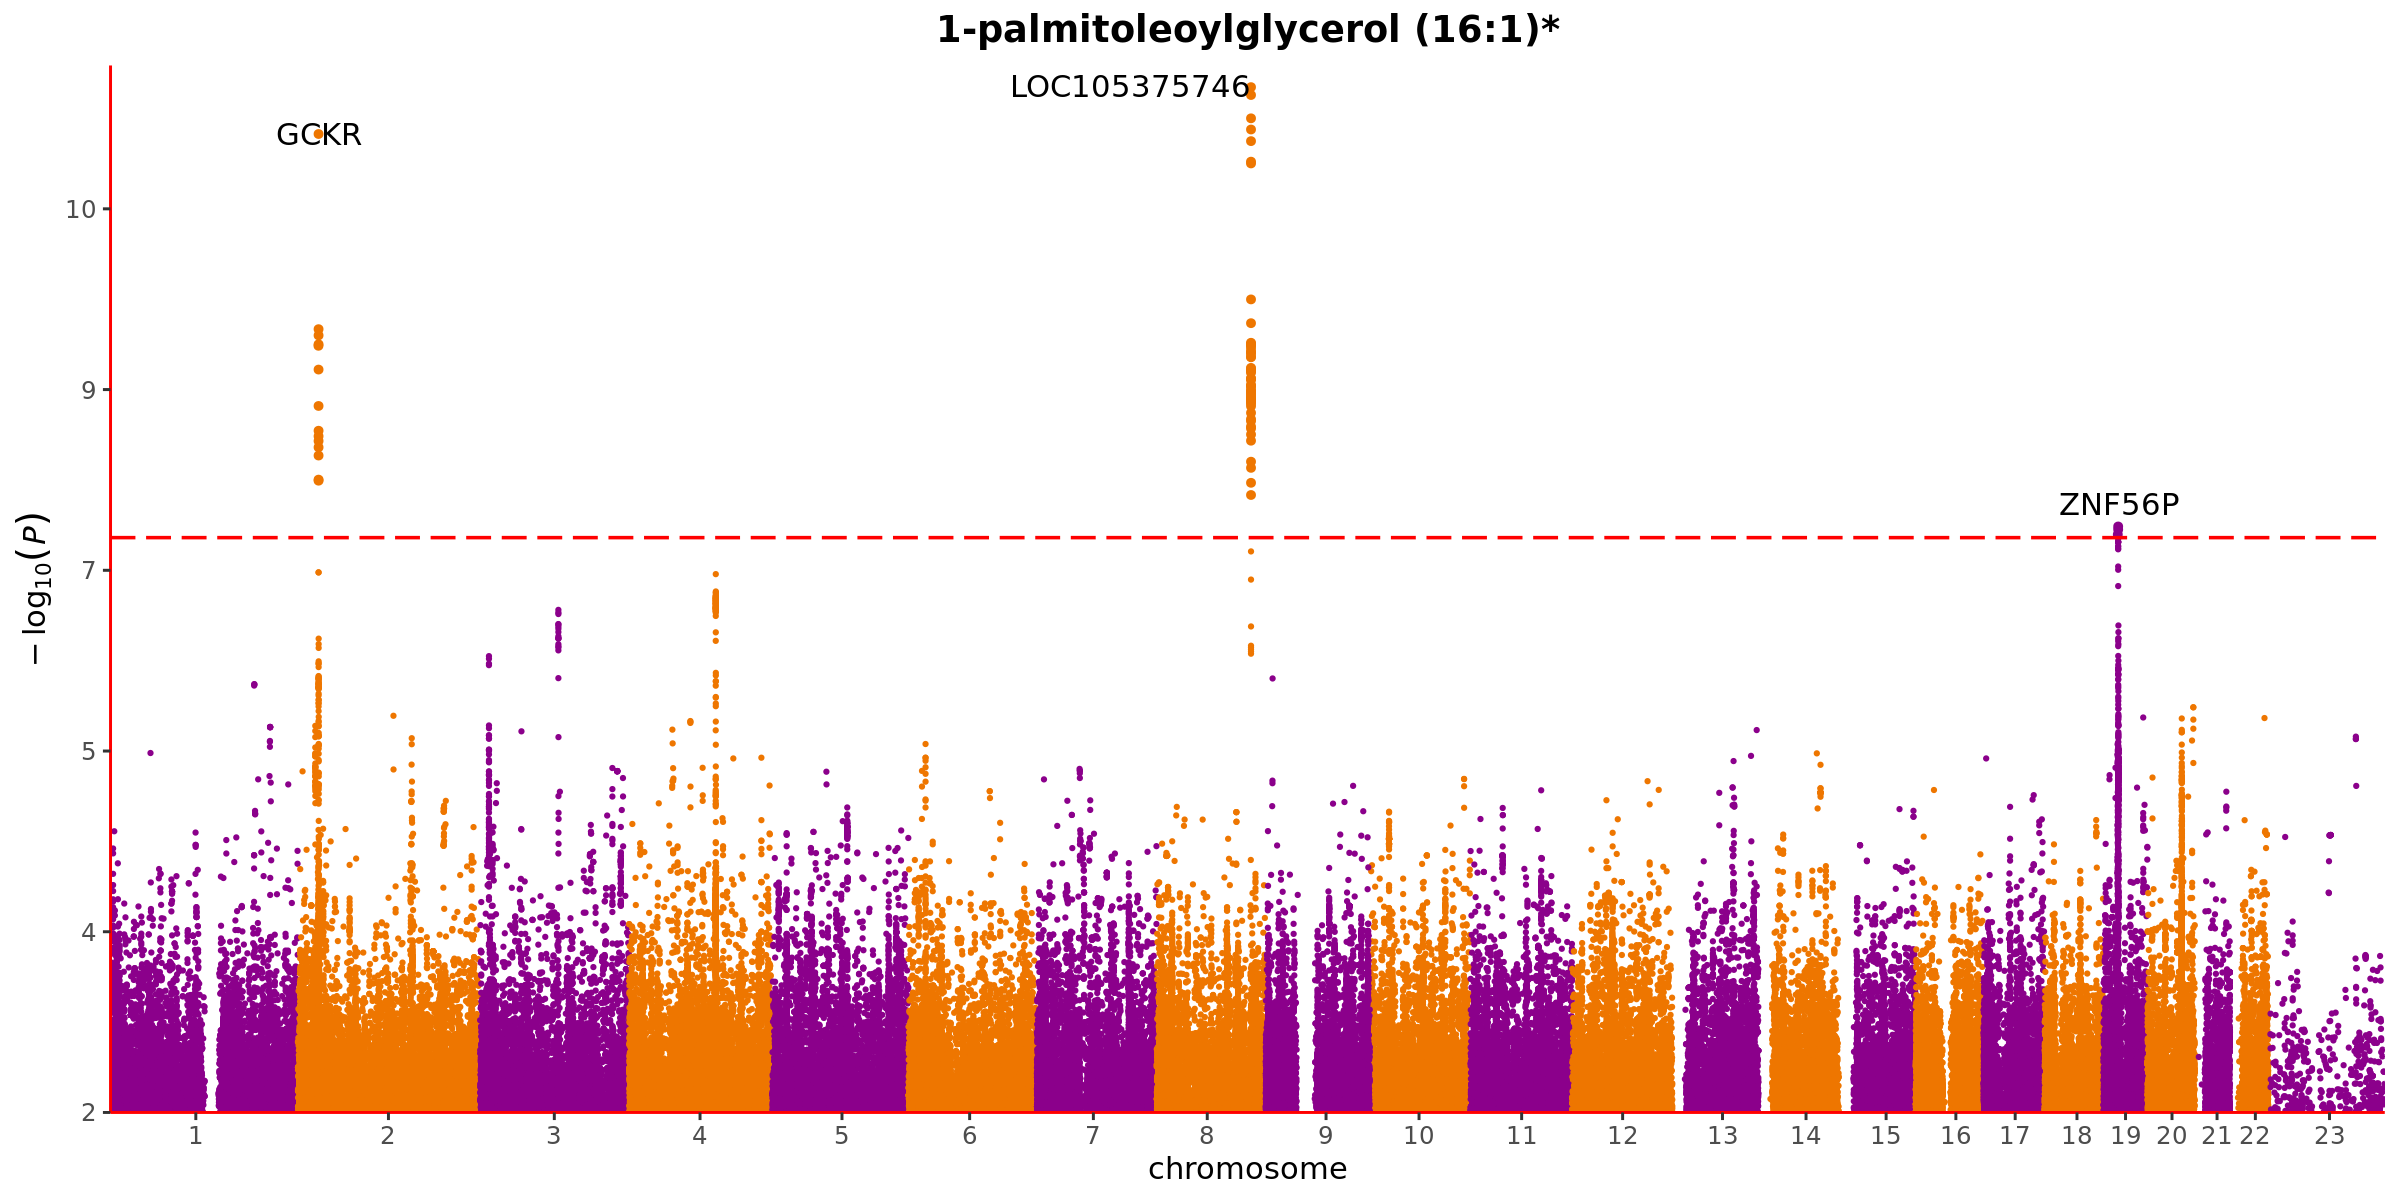 1-palmitoleoylglycerol (16:1)*
LOC105375746
GCKR
10
9
ZNF56P
7
5
4
2
− log10(P)
1 2 3 4 5 6 7 8 9 10 11 12 13 14 15 16 17 18 19 20 21 22 23
chromosome